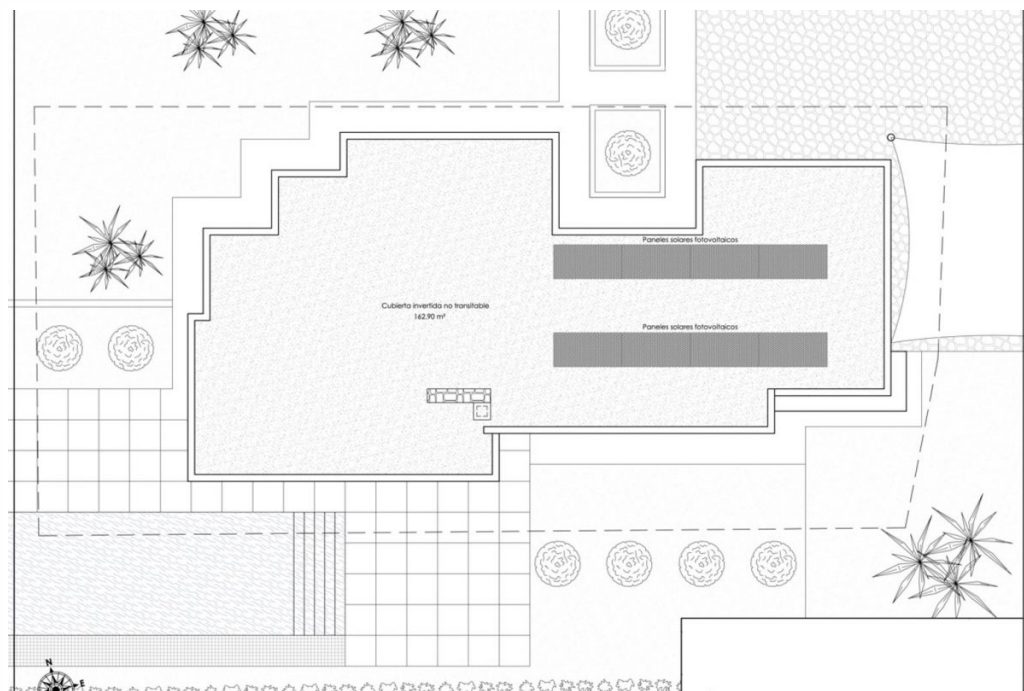 Paneles solares fotovoltaicos
Cubierta invertida no transitable
162.90 m²
Paneles solares fotovoltaicos
N
E